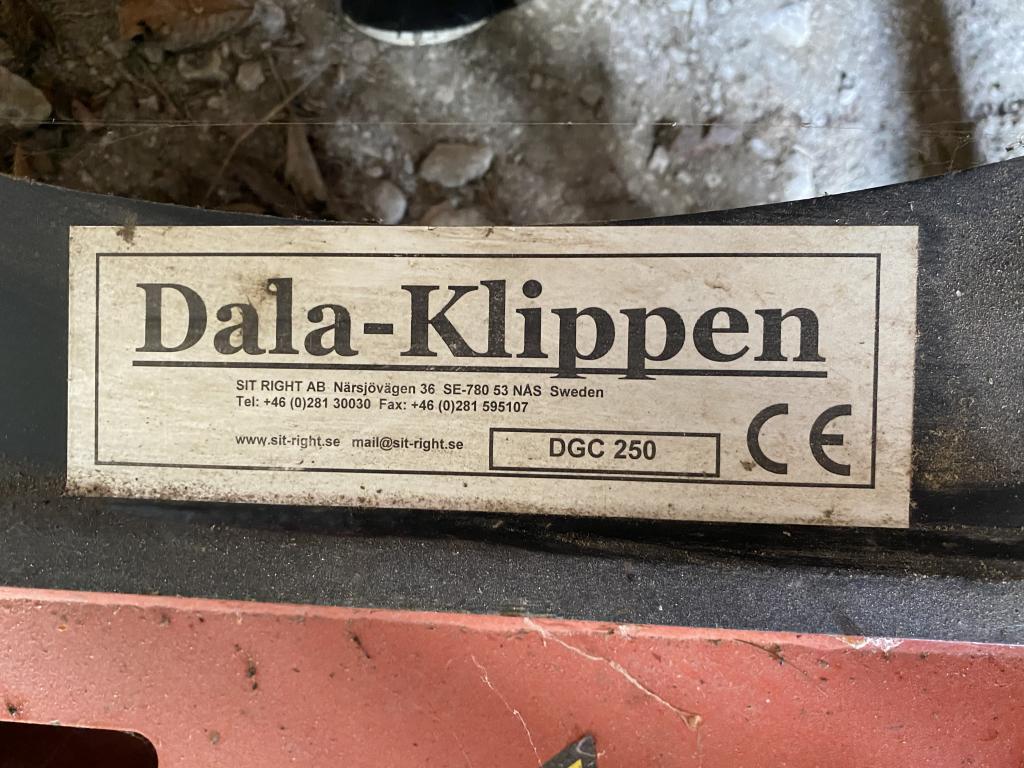 Dala-Klippen
SIT RIGHT AB Närsjövägen 36 SE-780 53 NÅS Sweden
Tel: +46 (0)281 30030 Fax: +46 (0)281 595107
www.sit-right.se mail@sit-right.se
DGC 250
CE